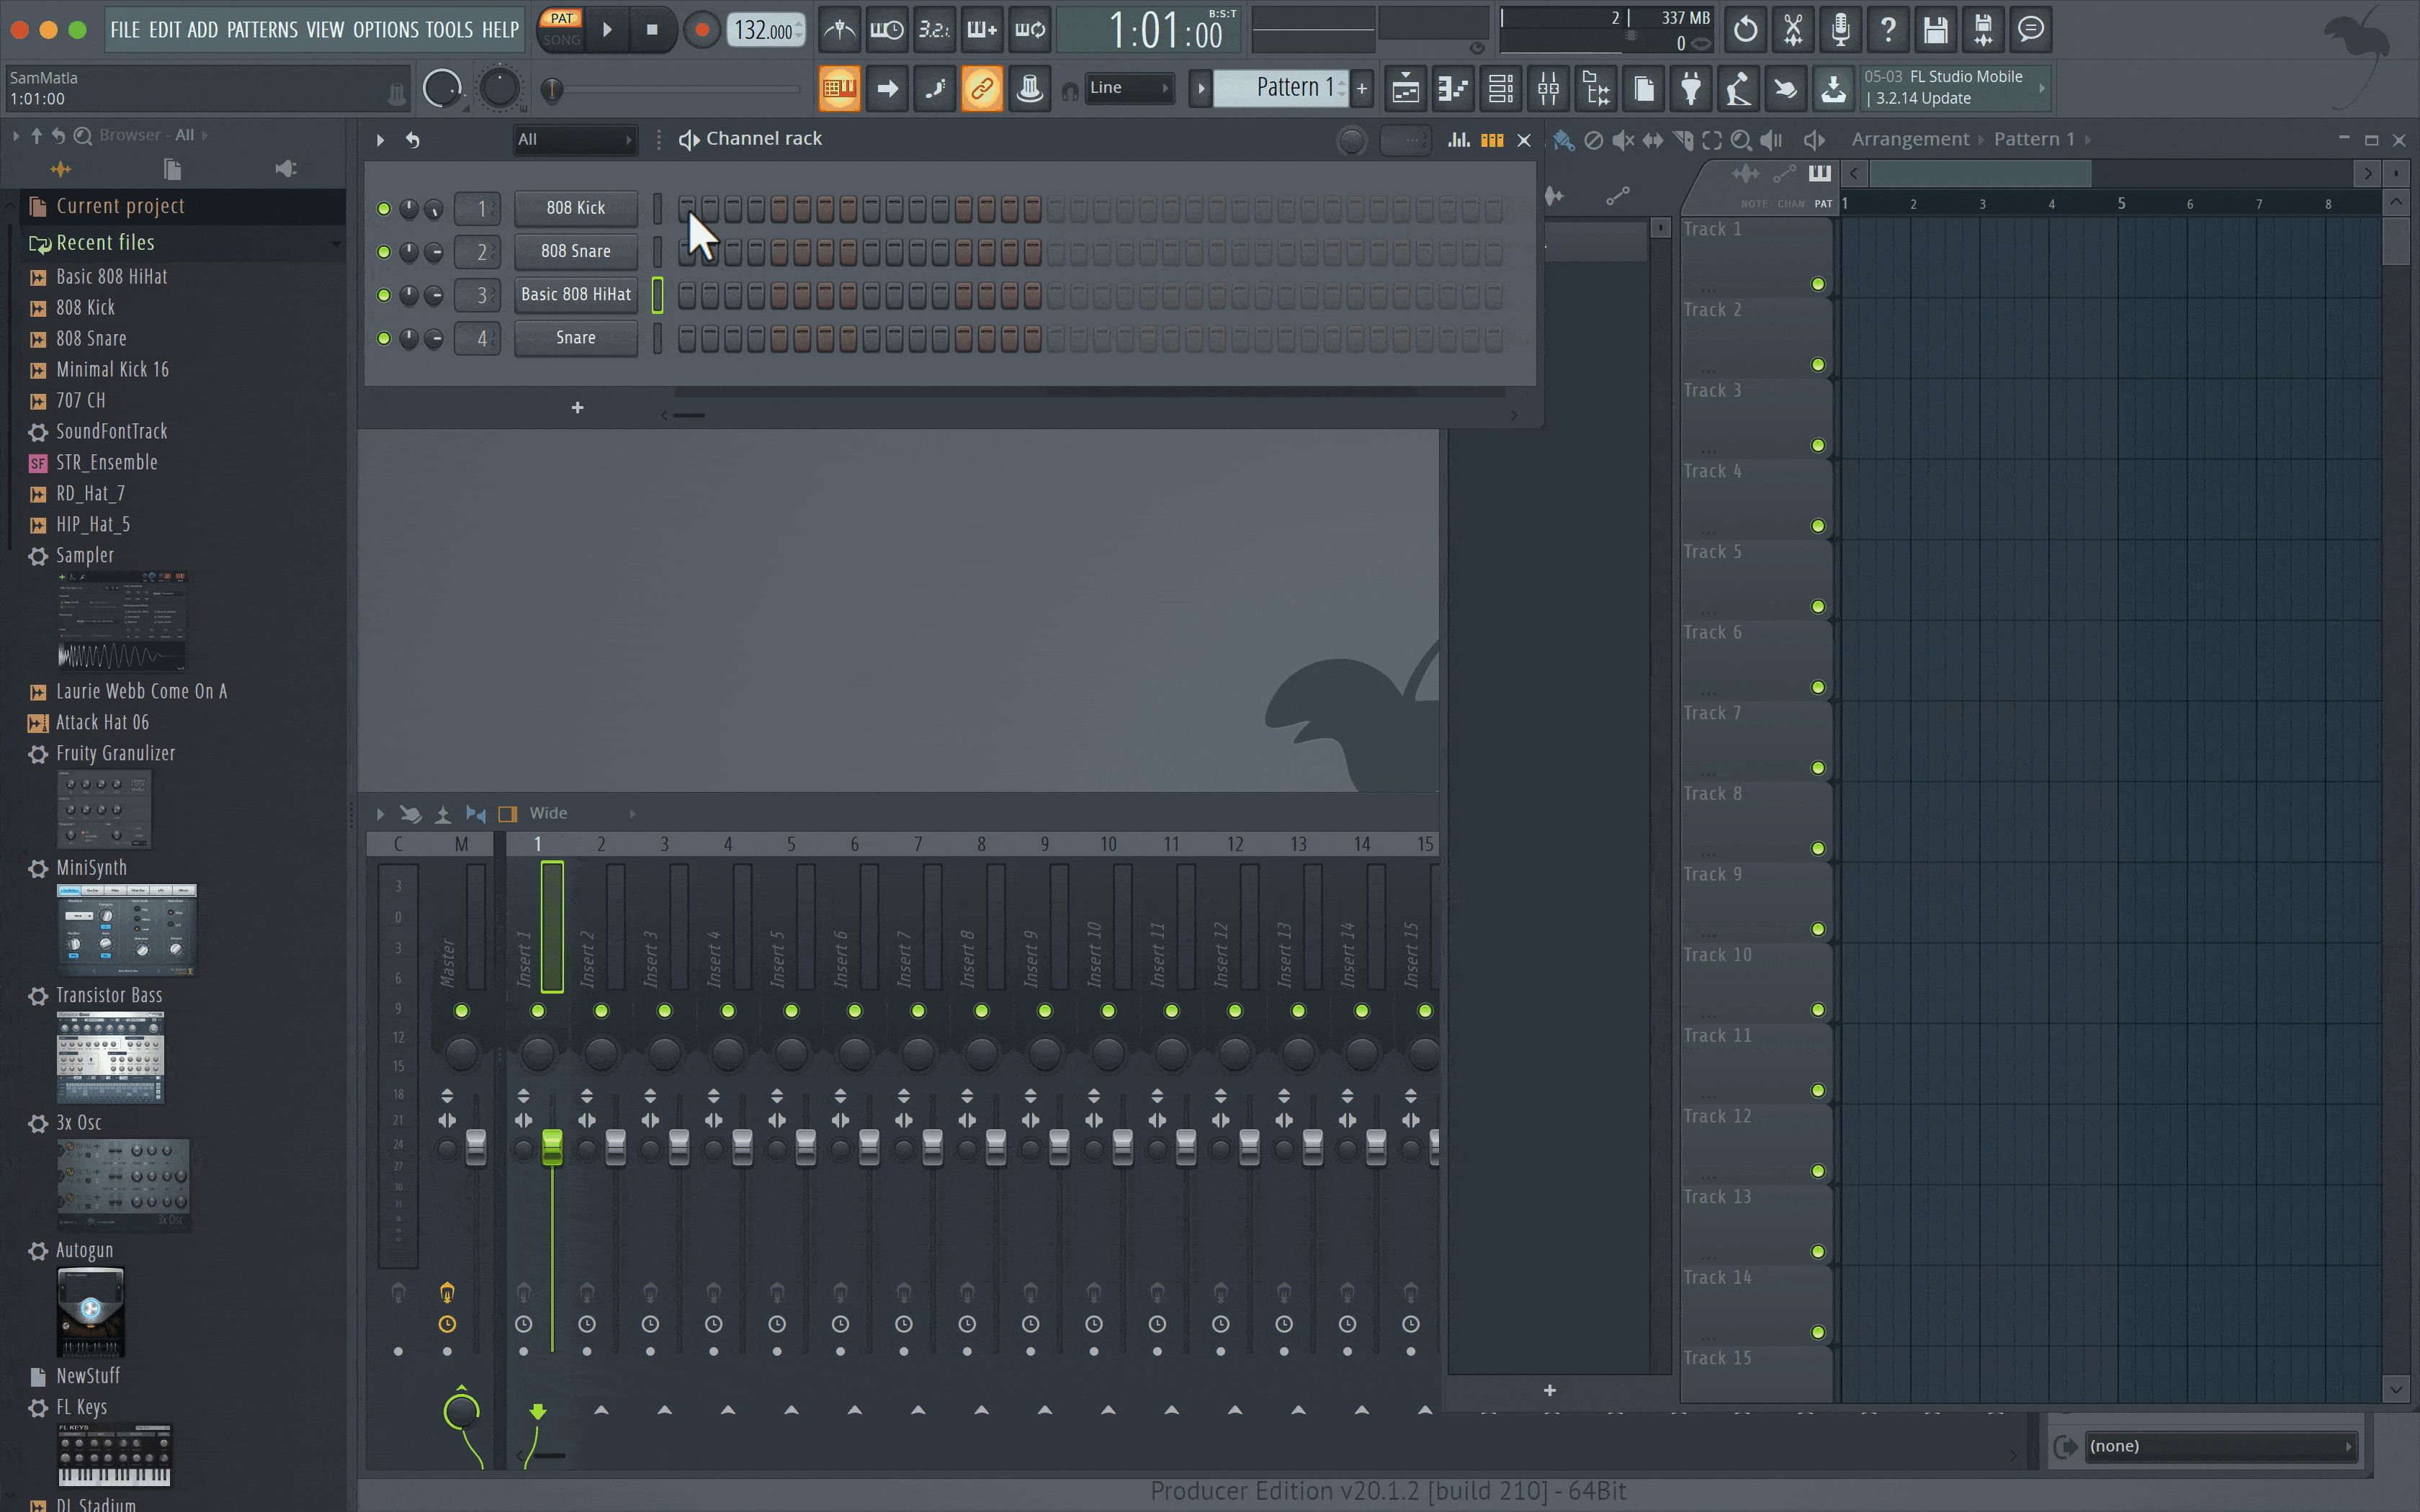 FILE EDIT ADD PATTERNS VIEW OPTIONS TOOLS HELP
PAT
SONG
132.000
3.2.
1:01:00
B:S:T
2
337 MB
0
SamMatla
1:01:00
Line
Pattern 1
+
05-03 FL Studio Mobile
| 3.2.14 Update
Browser - All
All
Channel rack
Arrangement
Pattern 1
NOTE CHAN PAT
1 2 3 4 5 6 7 8
Current project
Recent files
Basic 808 HiHat
808 Kick
808 Snare
Minimal Kick 16
707 CH
SoundFontTrack
SF
STR_Ensemble
RD_Hat_7
HIP_Hat_5
Sampler
Laurie Webb Come On A
Attack Hat 06
Fruity Granulizer
MiniSynth
Transistor Bass
3x Osc
3x Osc
Autogun
NewStuff
FL Keys
FL KEYS
1 808 Kick
2 808 Snare
3 Basic 808 HiHat
4 Snare
+
Track 1
Track 2
Track 3
Track 4
Track 5
Track 6
Track 7
Track 8
Track 9
Track 10
Track 11
Track 12
Track 13
Track 14
Track 15
Wide
C M 1 2 3 4 5 6 7 8 9 10 11 12 13 14 15
3
0
3
6
9
12
15
18
21
24
27
Master
Insert 1
Insert 2
Insert 3
Insert 4
Insert 5
Insert 6
Insert 7
Insert 8
Insert 9
Insert 10
Insert 11
Insert 12
Insert 13
Insert 14
Insert 15
+
(none)
Producer Edition v20.1.2 [build 210] - 64Bit